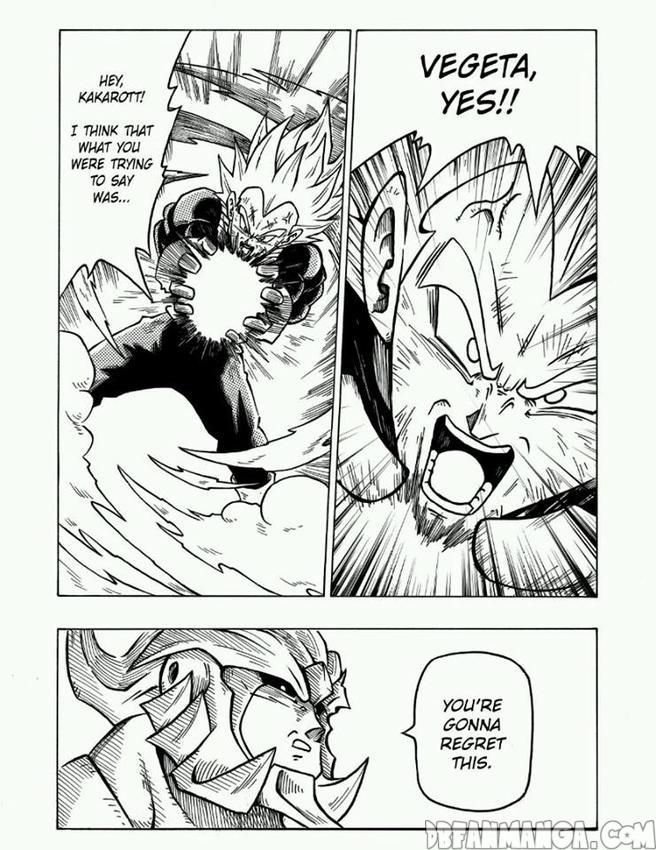 HEY,
KAKAROTT!
I THINK THAT
WHAT YOU
WERE TRYING
TO SAY
WAS...
VEGETA,
YES!!
YOU'RE
GONNA
REGRET
THIS.
DBFANMANGA.COM